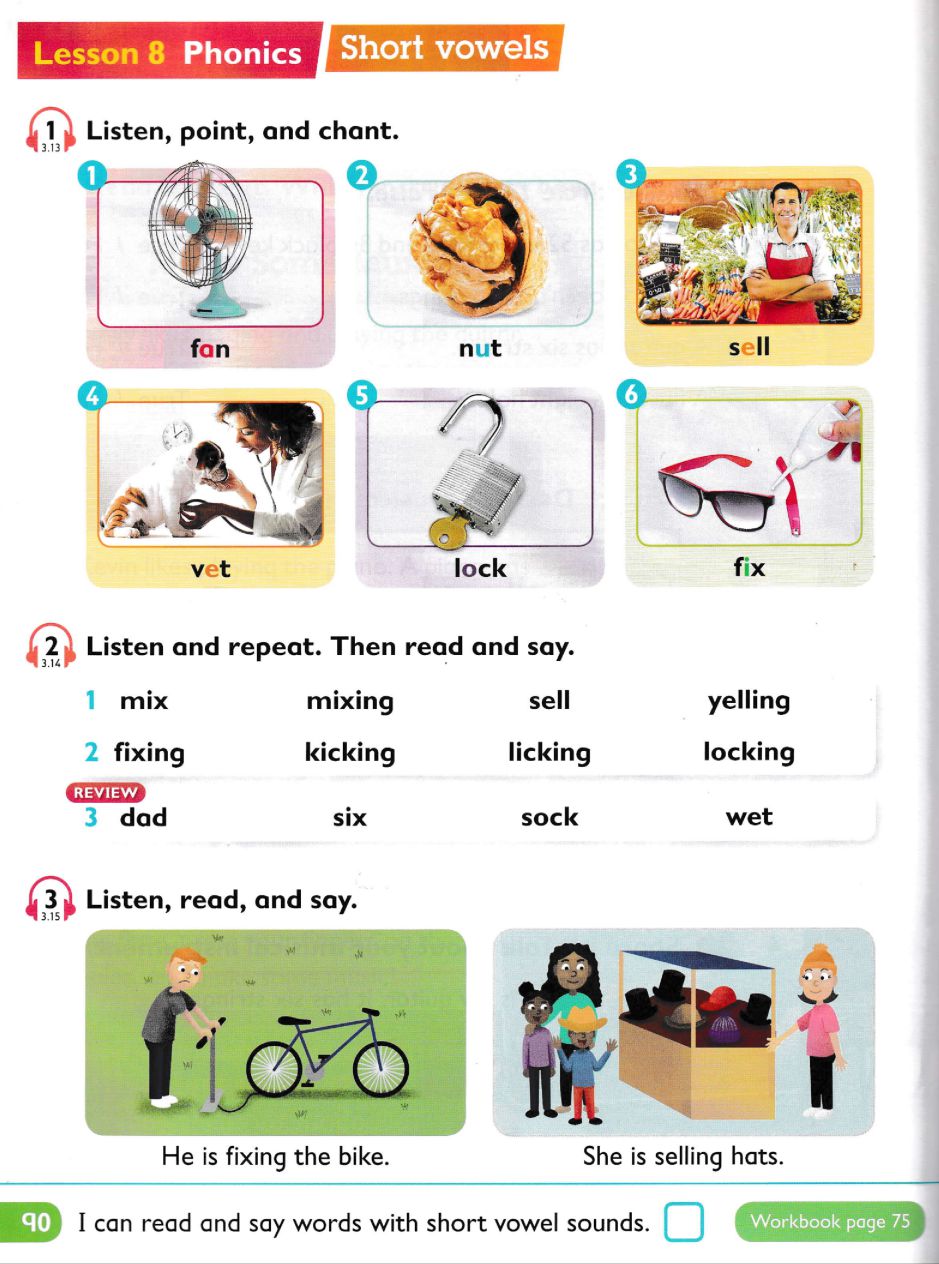 Lesson 8 Phonics Short vowels
1 Listen, point, and chant.
3.13
1
2
3
fan
nut
sell
4
5
6
vet
lock
fix
2 Listen and repeat. Then read and say.
3.14
1 mix mixing sell yelling
2 fixing kicking licking locking
REVIEW
3 dad six sock wet
3 Listen, read, and say.
3.15
He is fixing the bike.
She is selling hats.
90 I can read and say words with short vowel sounds.
Workbook page 75